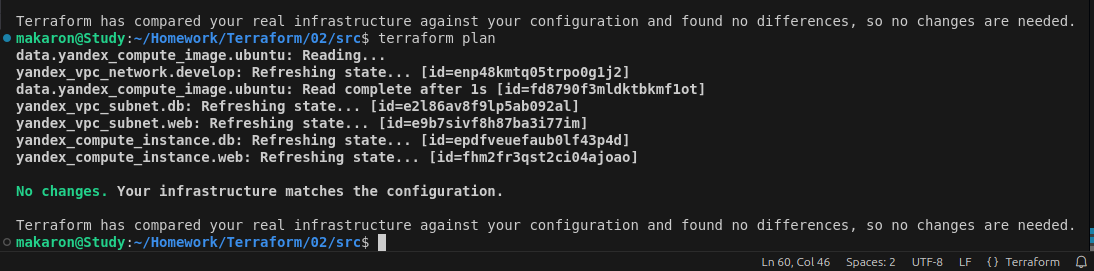 Terraform has compared your real infrastructure against your configuration and found no differences, so no changes are needed.
makaron@Study:~/Homework/Terraform/02/src$ terraform plan
data.yandex_compute_image.ubuntu: Reading...
yandex_vpc_network.develop: Refreshing state... [id=enp48kmtq05trpo0g1j2]
data.yandex_compute_image.ubuntu: Read complete after 1s [id=fd8790f3mldktbkmf1ot]
yandex_vpc_subnet.db: Refreshing state... [id=e2l86av8f9lp5ab092al]
yandex_vpc_subnet.web: Refreshing state... [id=e9b7sivf8h87ba3i77im]
yandex_compute_instance.db: Refreshing state... [id=epdfveuefaub0lf43p4d]
yandex_compute_instance.web: Refreshing state... [id=fhm2fr3qst2ci04ajoao]
No changes. Your infrastructure matches the configuration.
Terraform has compared your real infrastructure against your configuration and found no differences, so no changes are needed.
makaron@Study:~/Homework/Terraform/02/src$
Ln 60, Col 46 Spaces: 2 UTF-8 LF {} Terraform